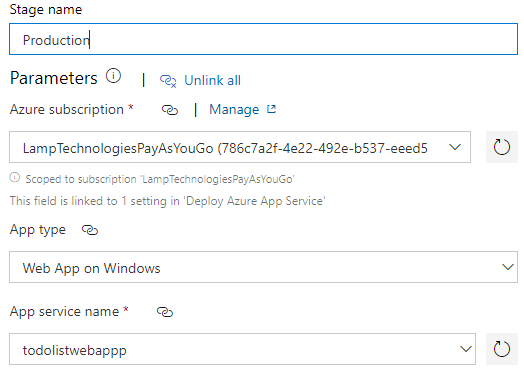 Stage name
Production
Parameters | Unlink all
Azure subscription * | Manage
LampTechnologiesPayAsYouGo (786c7a2f-4e22-492e-b537-eeed5
Scoped to subscription 'LampTechnologiesPayAsYouGo'
This field is linked to 1 setting in 'Deploy Azure App Service'
App type
Web App on Windows
App service name *
todolistwebappp